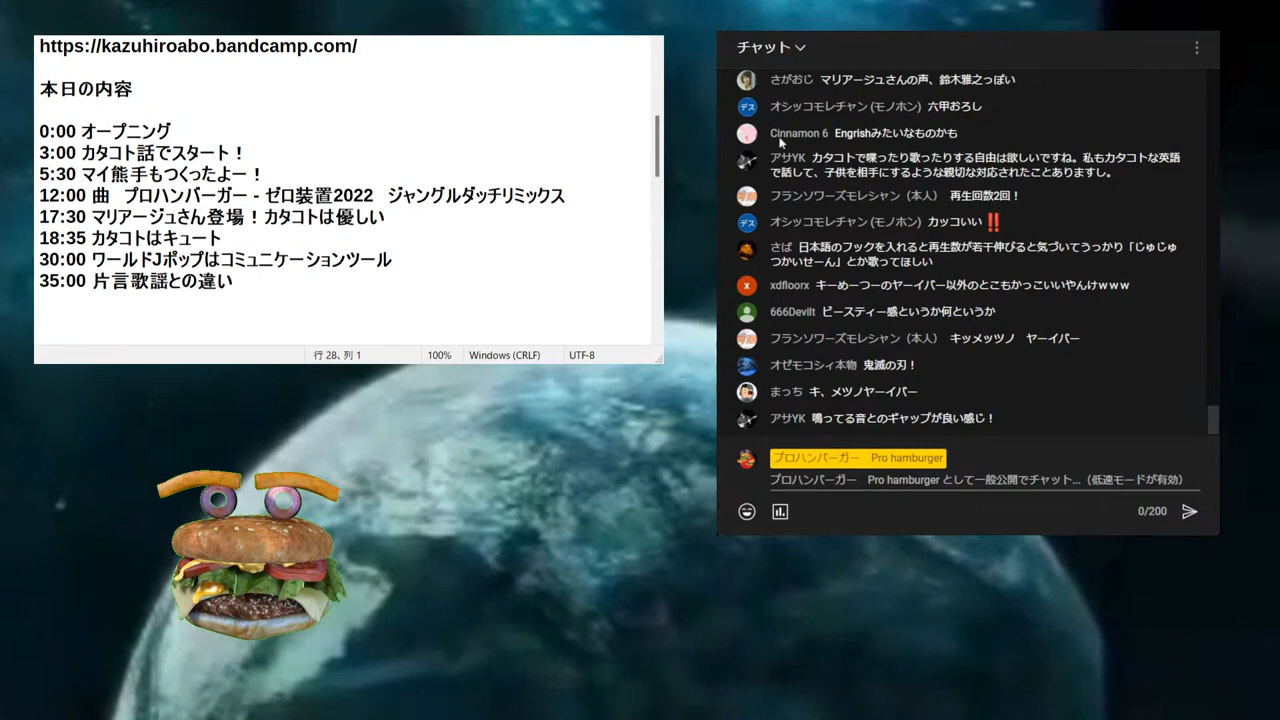 https://kazuhiroabo.bandcamp.com/
本日の内容
0:00 オープニング
3:00 カタコト話でスタート！
5:30 マイ熊手もつくったよー！
12:00 曲　プロハンバーガー - ゼロ装置2022　ジャングルダッチリミックス
17:30 マリアージュさん登場！カタコトは優しい
18:35 カタコトはキュート
30:00 ワールドJポップはコミュニケーションツール
35:00 片言歌謡との違い
行 28、列 1
100%
Windows (CRLF)
UTF-8
チャット
さがおじ マリアージュさんの声、鈴木雅之っぽい
デス オシッコモレチャン (モノホン) 六甲おろし
Cinnamon 6 Engrishみたいなものかも
アサYK カタコトで喋ったり歌ったりする自由は欲しいですね。私もカタコトな英語
で話して、子供を相手にするような親切な対応されたことありますし。
フランソワーズモレシャン（本人） 再生回数2回！
デス オシッコモレチャン (モノホン) カッコいい‼️
さば 日本語のフックを入れると再生数が若干伸びると気づいてうっかり「じゅじゅ
つかいせーん」とか歌ってほしい
x xdfloorx キーめーつーのヤーイバー以外のとこもかっこいいやんけｗｗｗ
666Devilt ビースティー感というか何というか
フランソワーズモレシャン（本人） キッメッツノ　ヤーイバー
オゼモコシィ本物 鬼滅の刃！
まっち キ、メツノヤーイバー
アサYK 鳴ってる音とのギャップが良い感じ！
プロハンバーガー　Pro hamburger
プロハンバーガー　Pro hamburger として一般公開でチャット...（低速モードが有効）
0/200